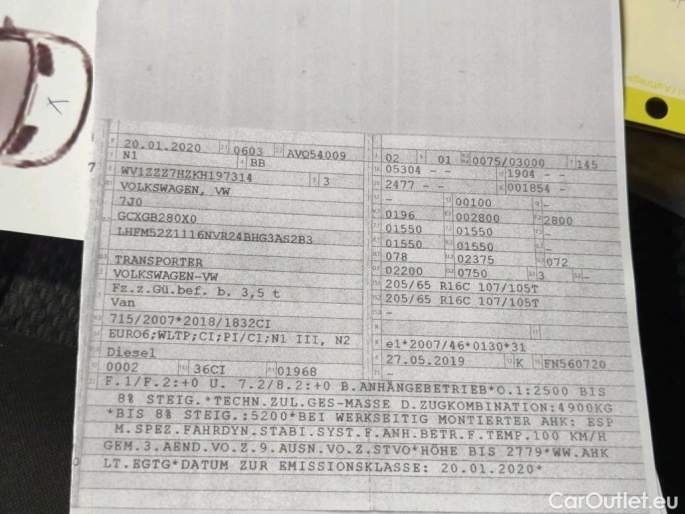 20.01.2020 0603 AVQ54009
N1 BB
WV1ZZZ7HZKH197314 3
VOLKSWAGEN, VW
7J0
GCXGB280X0
LHFM52Z1116NVR24BHG3AS2B3
TRANSPORTER
VOLKSWAGEN-VW
Fz.z.Gü.bef. b. 3,5 t
Van
715/2007*2018/1832CI
EURO6;WLTP;CI;PI/CI;N1 III, N2
Diesel
0002 36CI 01968
02 01 0075/03000 145
05304 - - 1904 - -
2477 - - 001854 -
- 00100 -
0196 002800 2800
01550 01550 -
01550 01550 -
078 02375 072
02200 0750 3 -
205/65 R16C 107/105T
205/65 R16C 107/105T
-
-
e1*2007/46*0130*31
27.05.2019 K FN560720
-
F.1/F.2:+0 U. 7.2/8.2:+0 B.ANHÄNGEBETRIEB*O.1:2500 BIS
8% STEIG.*TECHN.ZUL.GES-MASSE D.ZUGKOMBINATION:4900KG
*BIS 8% STEIG.:5200*BEI WERKSEITIG MONTIERTER AHK: ESP
M.SPEZ.FAHRDYN.STABI.SYST.F.ANH.BETR.F.TEMP.100 KM/H
GEM.3.AEND.VO.Z.9.AUSN.VO.Z.STVO*HÖHE BIS 2779*WW.AHK
LT.EGTG*DATUM ZUR EMISSIONSKLASSE: 20.01.2020*
CarOutlet.eu